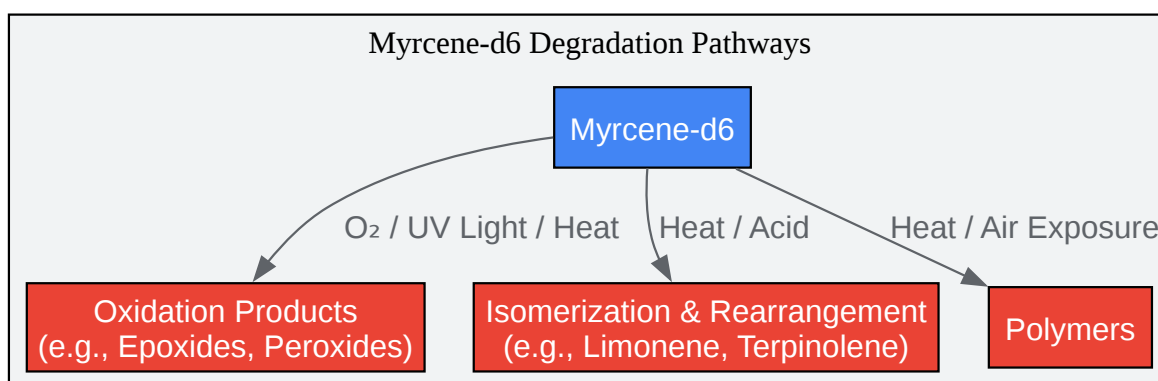 Myrcene-d6 Degradation Pathways
Myrcene-d6
O₂ / UV Light / Heat
Heat / Acid
Heat / Air Exposure
Oxidation Products
(e.g., Epoxides, Peroxides)
Isomerization & Rearrangement
(e.g., Limonene, Terpinolene)
Polymers